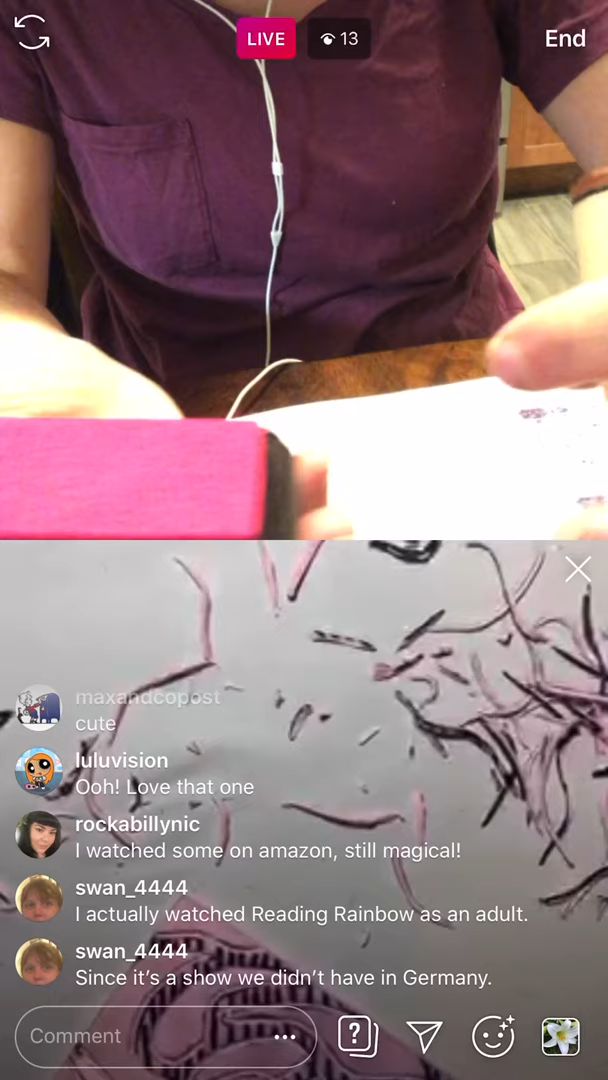 LIVE
13
End
maxandcopost
cute
luluvision
Ooh! Love that one
rockabillynic
I watched some on amazon, still magical!
swan_4444
I actually watched Reading Rainbow as an adult.
swan_4444
Since it’s a show we didn’t have in Germany.
Comment